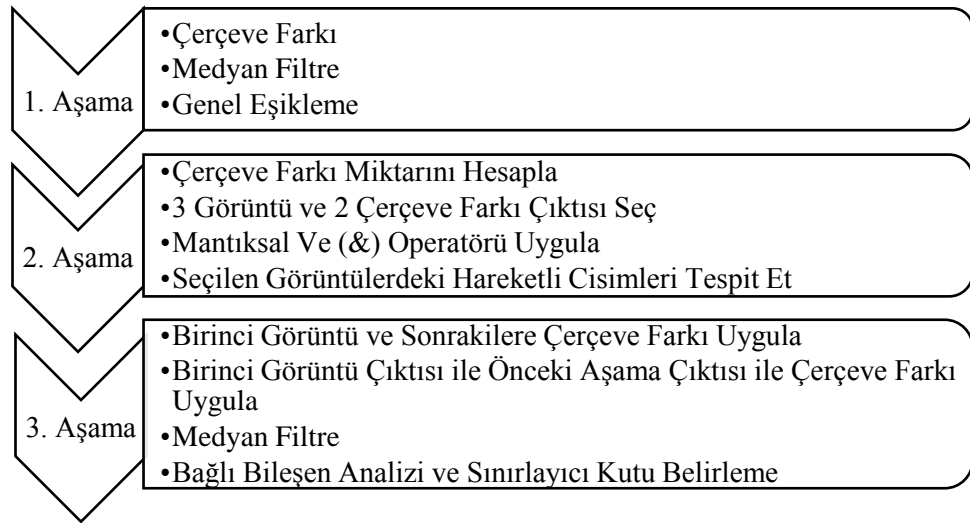 1. Aşama
•Çerçeve Farkı
•Medyan Filtre
•Genel Eşikleme
2. Aşama
•Çerçeve Farkı Miktarını Hesapla
•3 Görüntü ve 2 Çerçeve Farkı Çıktısı Seç
•Mantıksal Ve (&) Operatörü Uygula
•Seçilen Görüntülerdeki Hareketli Cisimleri Tespit Et
3. Aşama
•Birinci Görüntü ve Sonrakilere Çerçeve Farkı Uygula
•Birinci Görüntü Çıktısı ile Önceki Aşama Çıktısı ile Çerçeve Farkı
Uygula
•Medyan Filtre
•Bağlı Bileşen Analizi ve Sınırlayıcı Kutu Belirleme